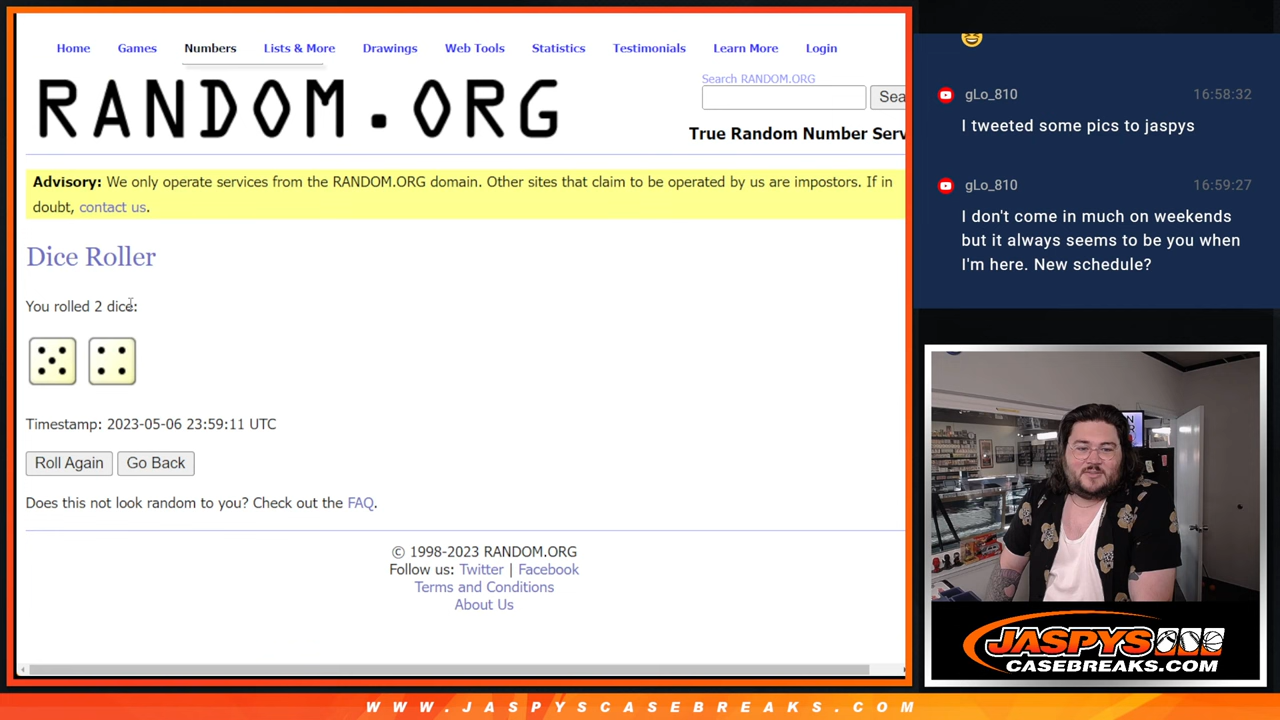 Home Games Numbers Lists & More Drawings Web Tools Statistics Testimonials Learn More Login
RANDOM.ORG
Search RANDOM.ORG
Sea
True Random Number Serv
Advisory: We only operate services from the RANDOM.ORG domain. Other sites that claim to be operated by us are impostors. If in
doubt, contact us.
Dice Roller
You rolled 2 dice:
Timestamp: 2023-05-06 23:59:11 UTC
Roll Again Go Back
Does this not look random to you? Check out the FAQ.
© 1998-2023 RANDOM.ORG
Follow us: Twitter | Facebook
Terms and Conditions
About Us
gLo_810 16:58:32
I tweeted some pics to jaspys
gLo_810 16:59:27
I don't come in much on weekends
but it always seems to be you when
I'm here. New schedule?
JASPYS
CASEBREAKS.COM
WWW.JASPYSCASEBREAKS.COM